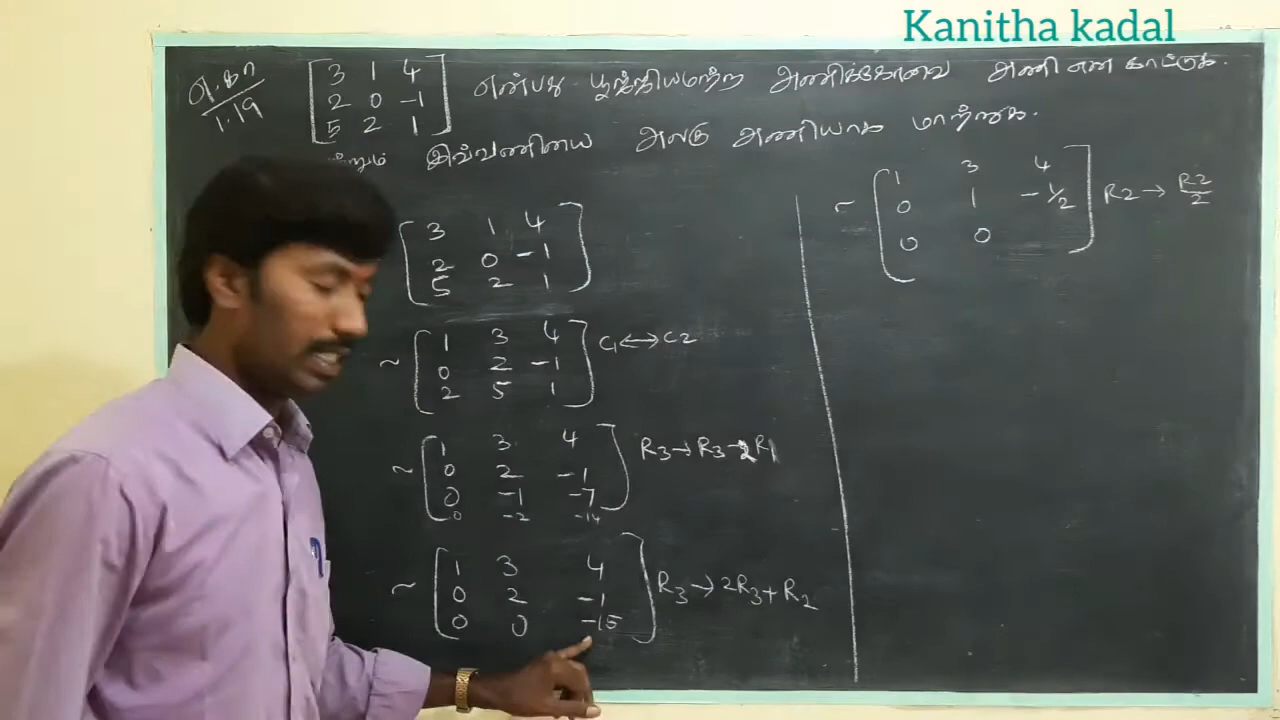 Kanitha kadal
எ.கா 1.19
3 1 4 என்பது பூஜ்ஜியமற்ற அணிக்கோவை அணி என காட்டுக.
2 0 -1
5 2 1
இவ்வணியை அலகு அணியாக மாற்றுக.
3 1 4
2 0 -1
5 2 1
~ 1 3 4 C1 ↔ C2
0 2 -1
2 5 1
~ 1 3 4 R3 → R3 - 2R1
0 2 -1
0 -1 -7
0 -2 -14
~ 1 3 4
0 2 -1 R3 → 2R3 + R2
0 0 -15
~ 1 3 4
0 1 -1/2 R2 → R2/2
0 0